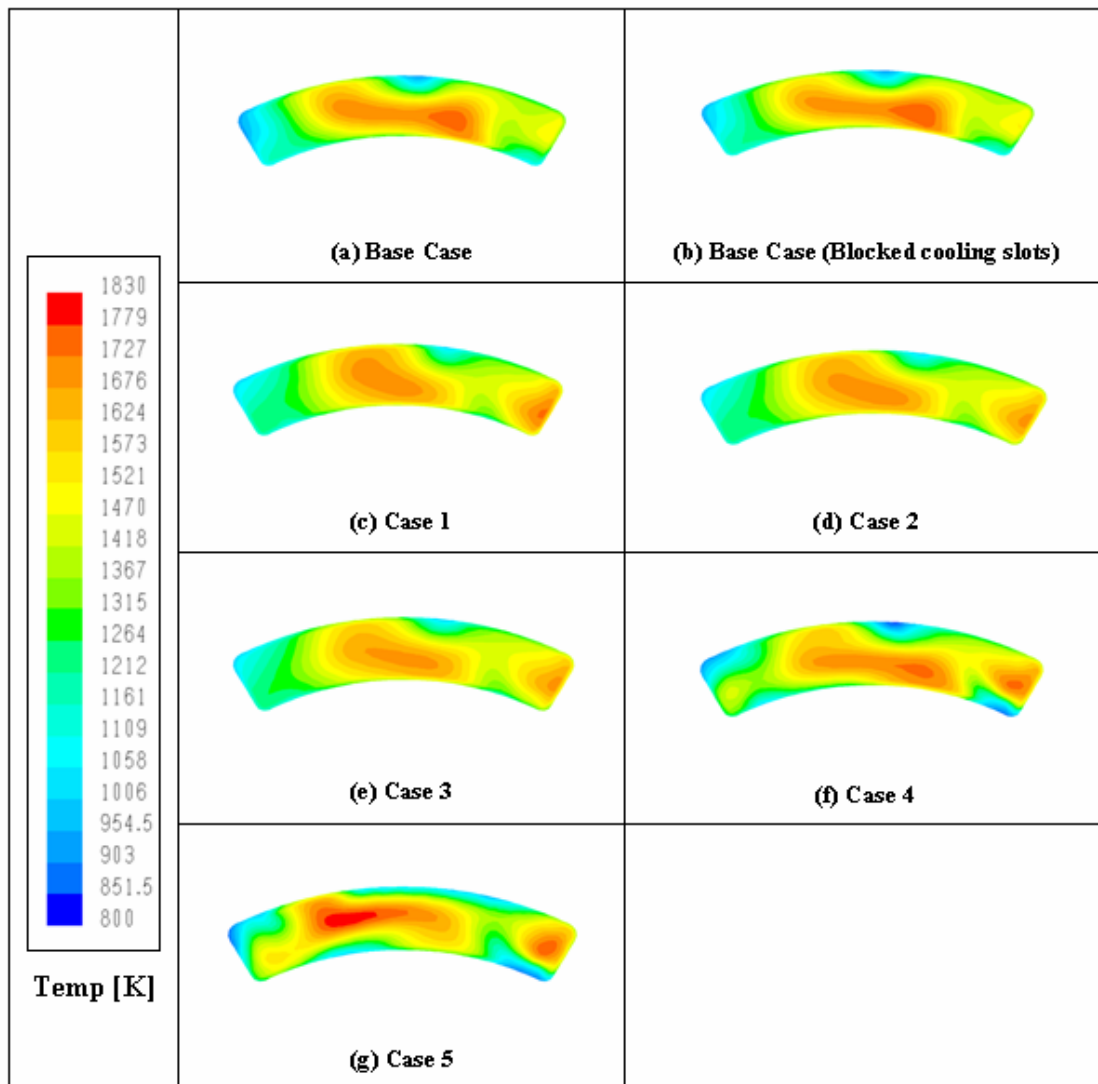 (a) Base Case
(b) Base Case (Blocked cooling slots)
1830
1779
1727
1676
1624
1573
1521
1470
1418
1367
1315
1264
1212
1161
1109
1058
1006
954.5
903
851.5
800
Temp [K]
(c) Case 1
(d) Case 2
(e) Case 3
(f) Case 4
(g) Case 5